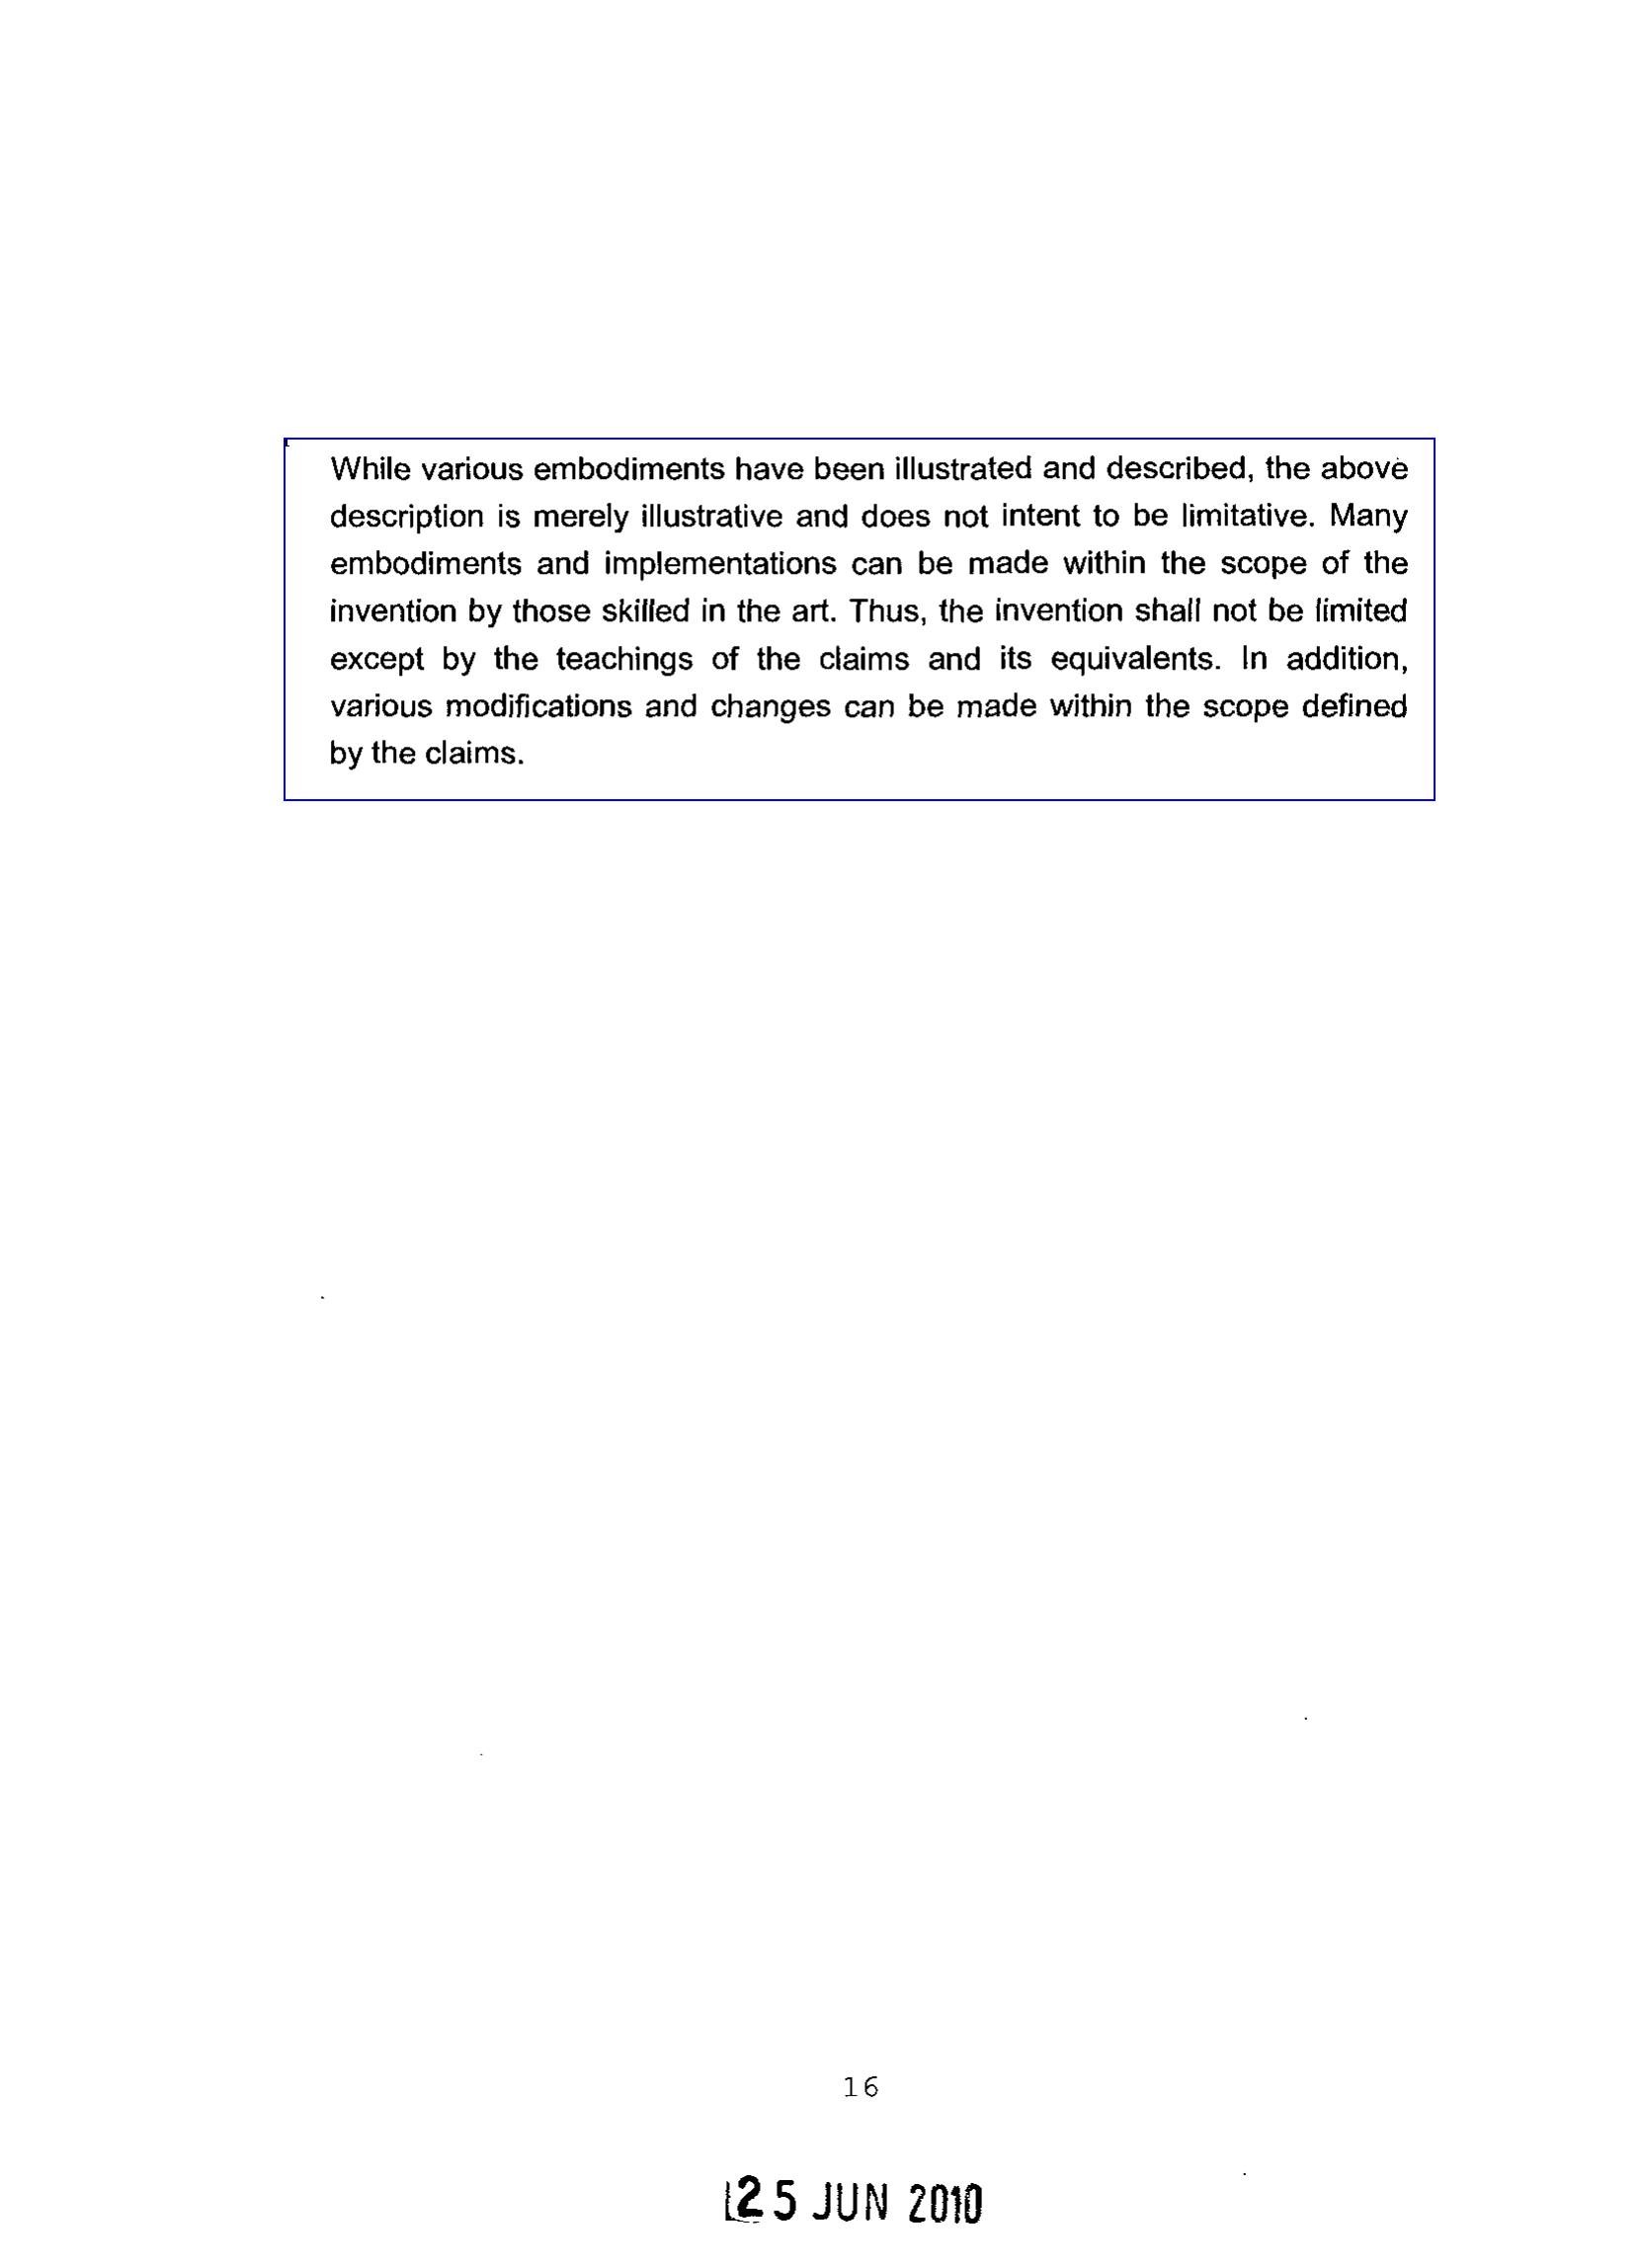 While various embodiments have been illustrated and described, the above
description is merely illustrative and does not intent to be limitative. Many
embodiments and implementations can be made within the scope of the
invention by those skilled in the art. Thus, the invention shall not be limited
except by the teachings of the claims and its equivalents. In addition,
various modifications and changes can be made within the scope defined
by the claims.
16
25 JUN 2010